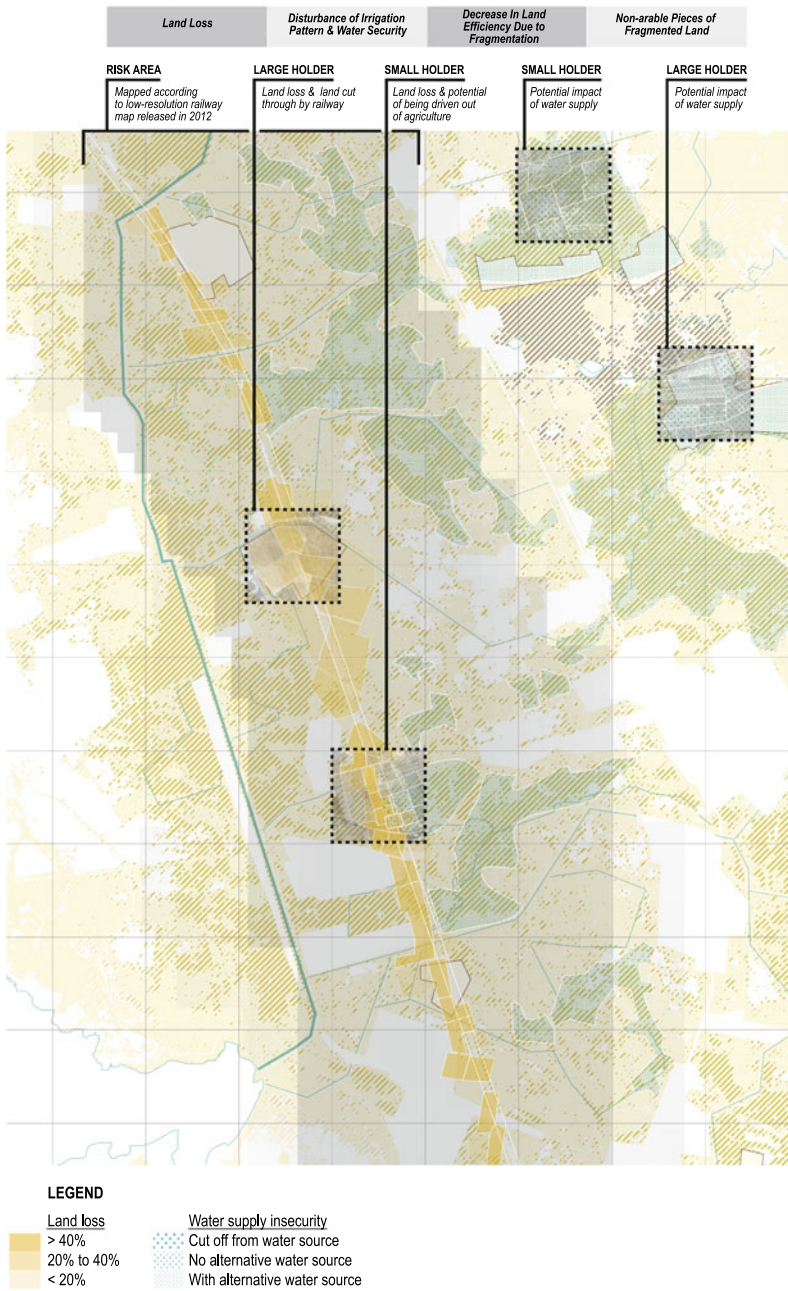 Land Loss
Disturbance of Irrigation
Pattern & Water Security
Decrease In Land
Efficiency Due to
Fragmentation
Non-arable Pieces of
Fragmented Land
RISK AREA
Mapped according
to low-resolution railway
map released in 2012
LARGE HOLDER
Land loss & land cut
through by railway
SMALL HOLDER
Land loss & potential
of being driven out
of agriculture
SMALL HOLDER
Potential impact
of water supply
LARGE HOLDER
Potential impact
of water supply
LEGEND
Land loss
> 40%
20% to 40%
< 20%
Water supply insecurity
Cut off from water source
No alternative water source
With alternative water source